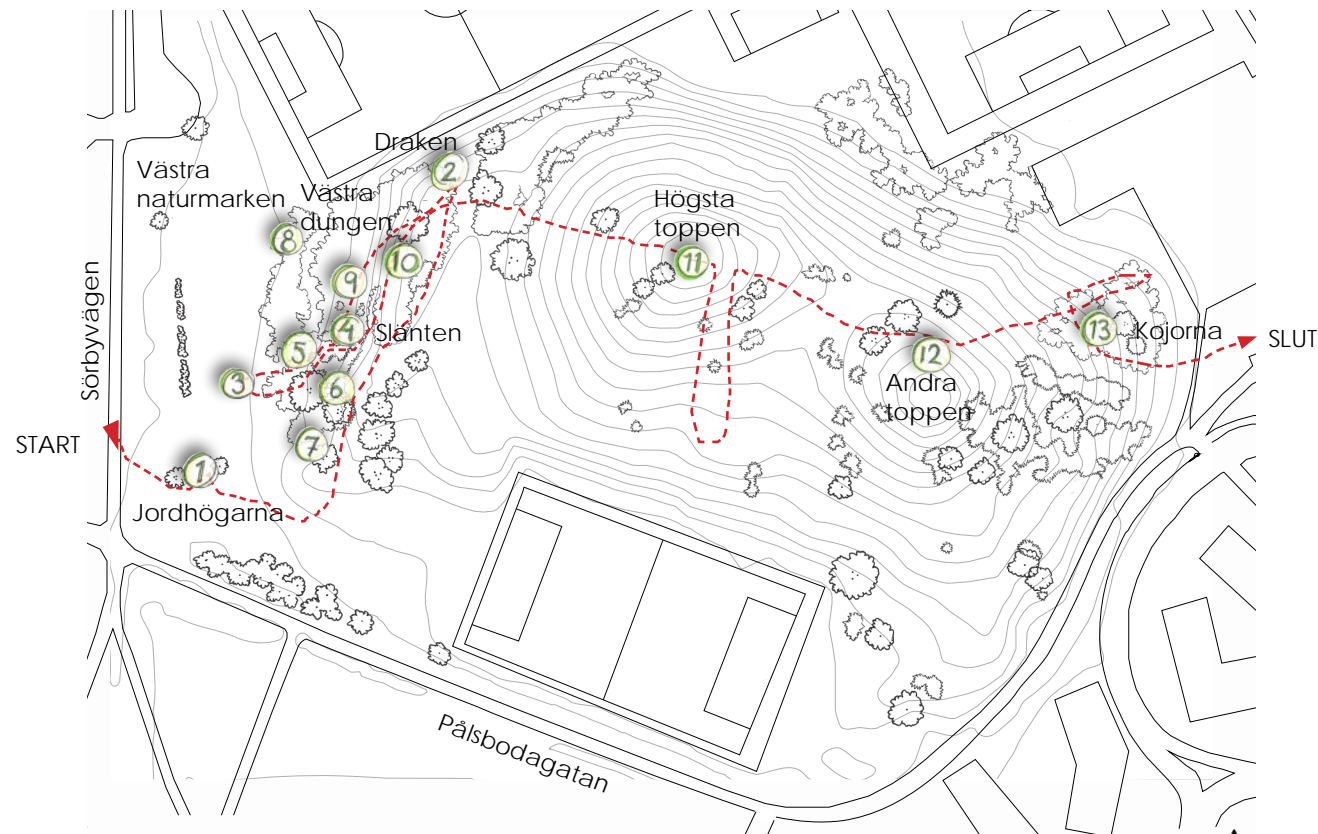 Draken
2
Västra
naturmarken
Västra
dungen
8
Högsta
toppen
10
11
9
Sörbyvägen
4
Slänten
5
13
Kojorna
SLUT
12
3
6
Andra
toppen
START
7
1
Jordhögarna
Pålsbodagatan